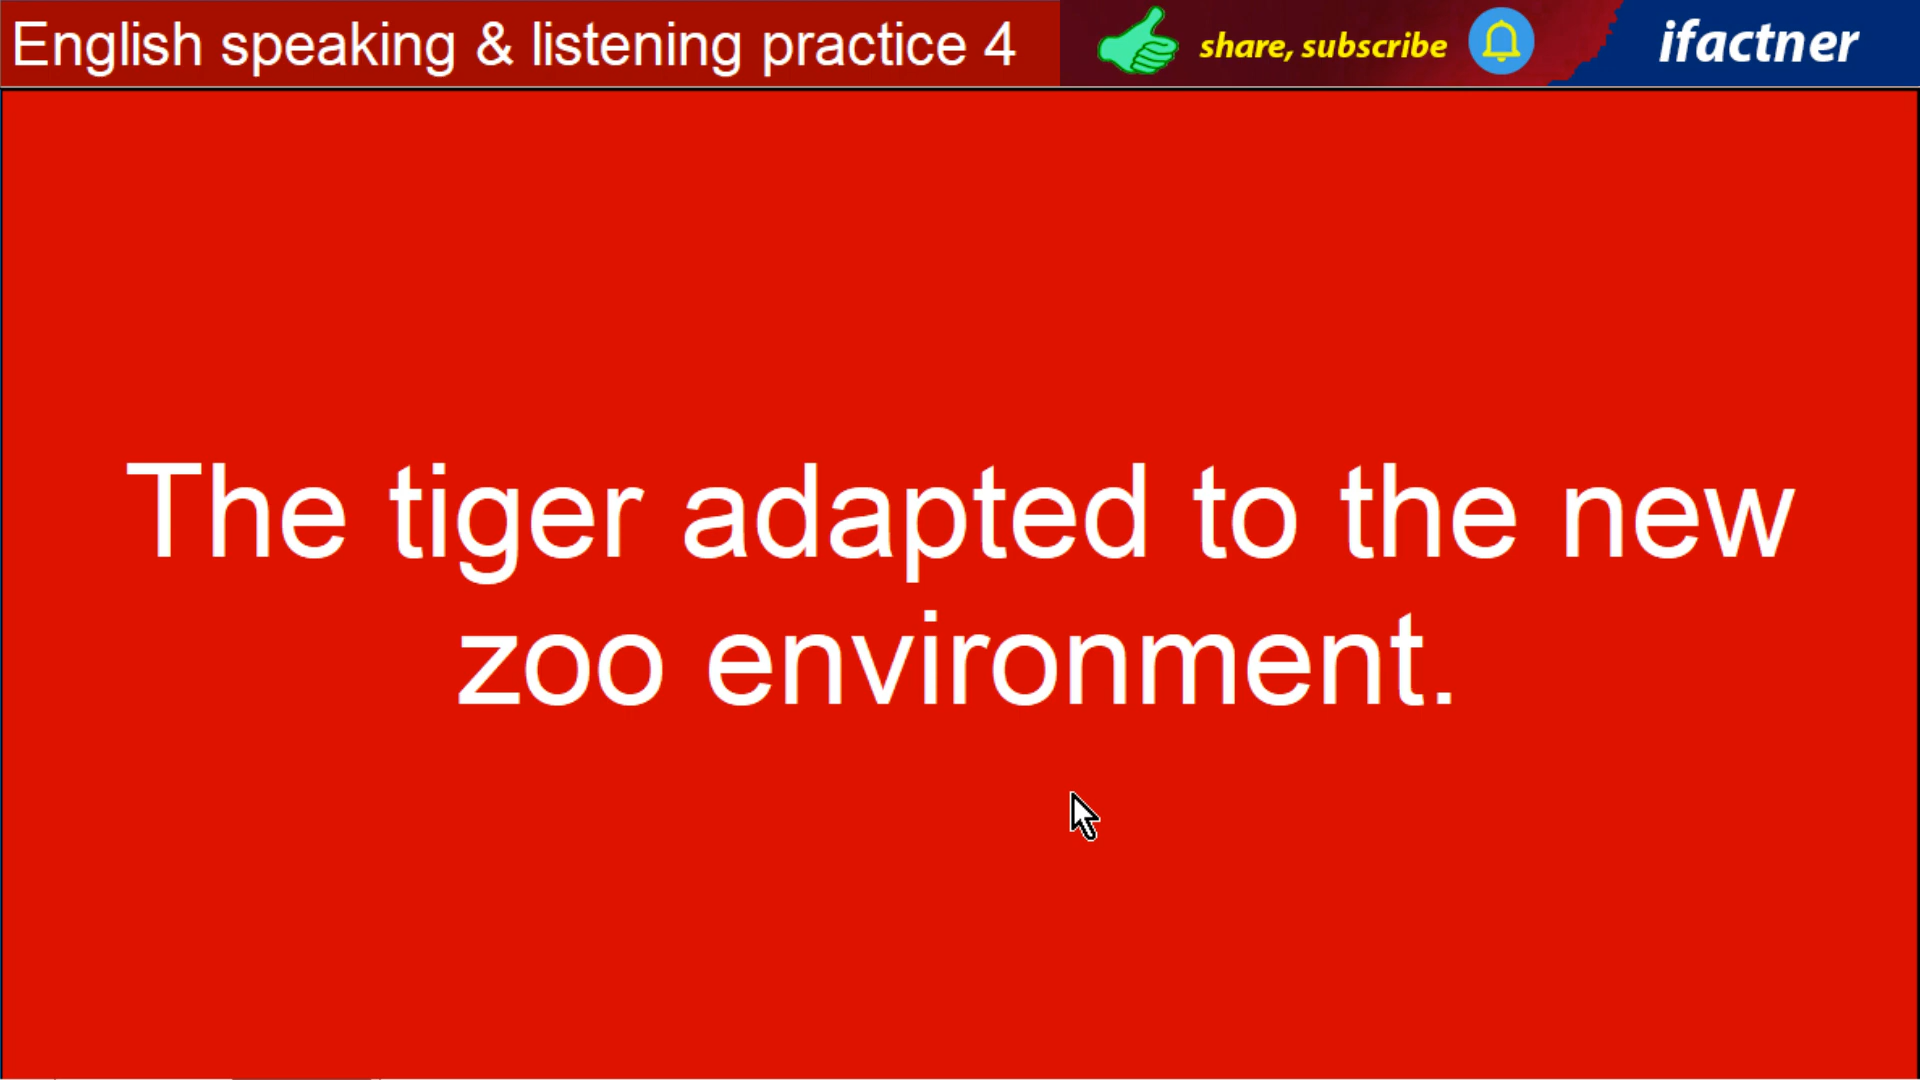 English speaking & listening practice 4
share, subscribe
ifactner
The tiger adapted to the new
zoo environment.